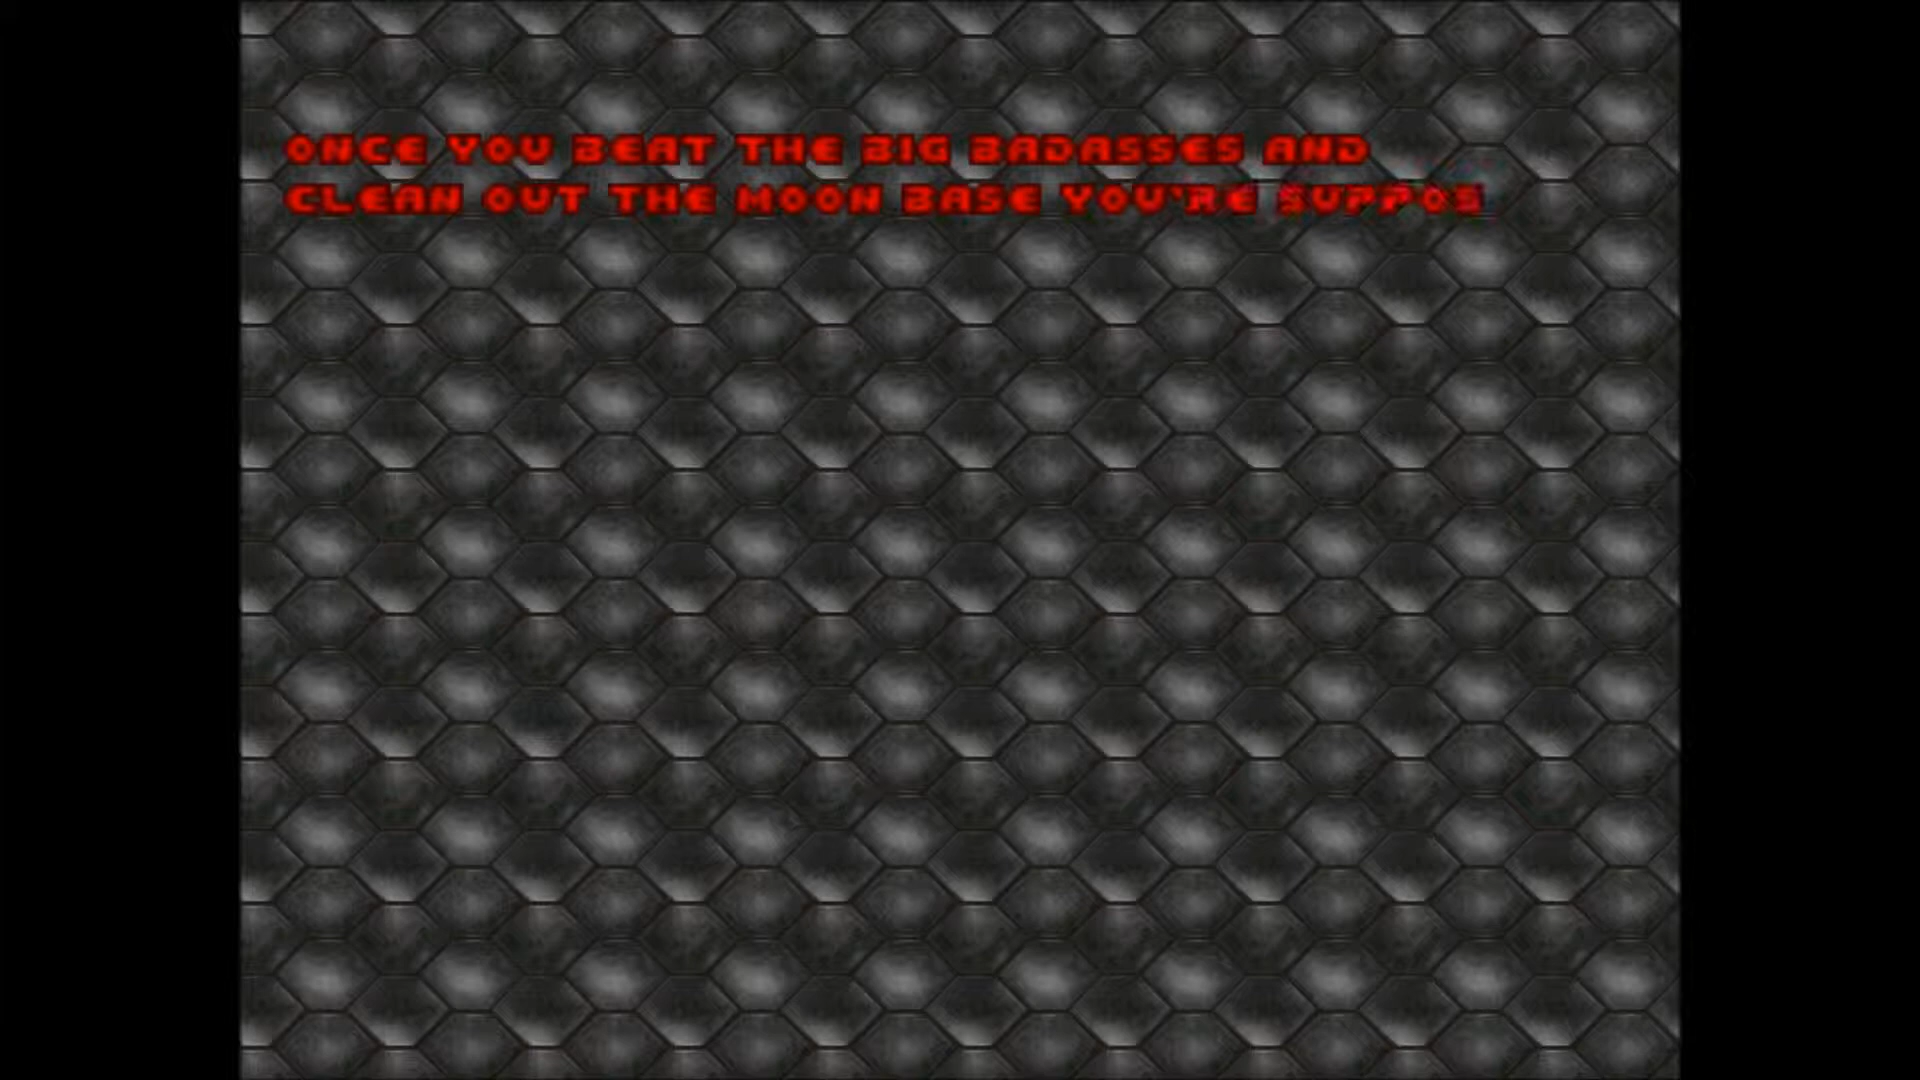 ONCE YOU BEAT THE BIG BADASSES AND
CLEAN OUT THE MOON BASE YOU'RE SUPPOS